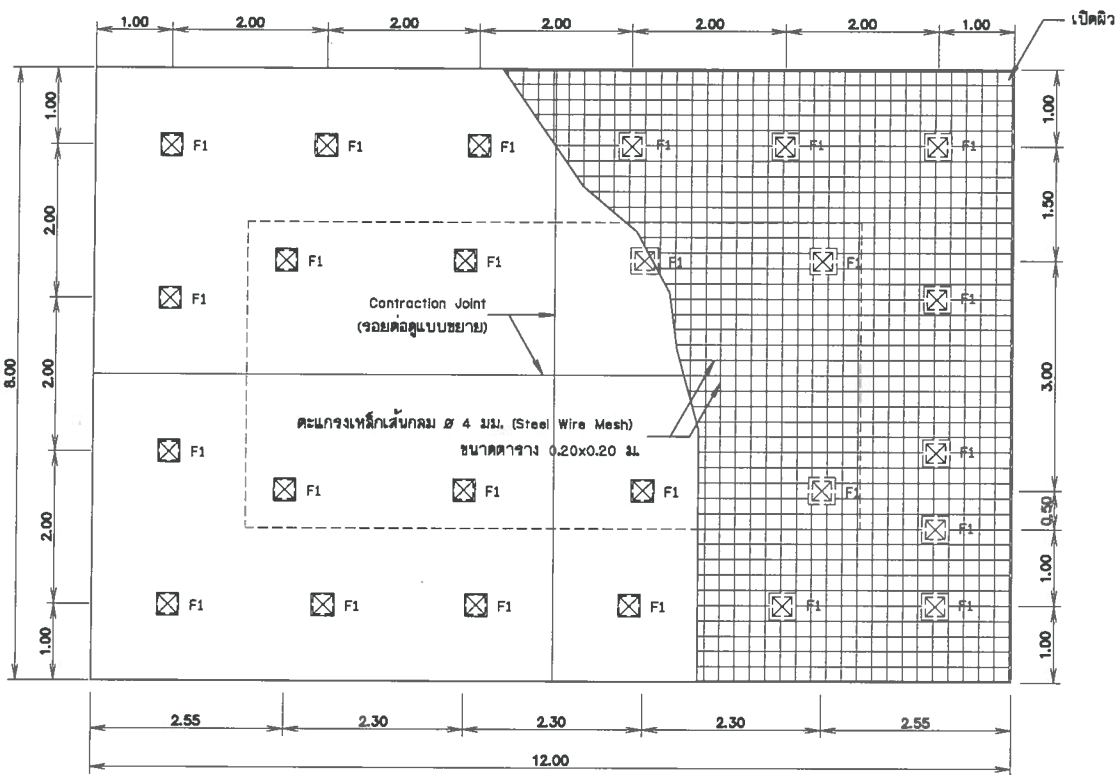 1.00 2.00 2.00 2.00 2.00 2.00 1.00
เปิดผิว
1.00
1.00
F1 F1 F1 F1 F1 F1
2.00
1.50
F1 F1 F1 F1
F1 F1
Contraction Joint
(รอยต่อดูแบบขยาย)
8.00
2.00
3.00
ตะแกรงเหล็กเส้นกลม ø 4 มม. (Steel Wire Mesh)
ขนาดตาราง 0.20x0.20 ม.
F1 F1
F1 F1 F1 F1
0.50
2.00
F1
1.00
F1 F1 F1 F1 F1 F1
1.00
1.00
2.55 2.30 2.30 2.30 2.55
12.00